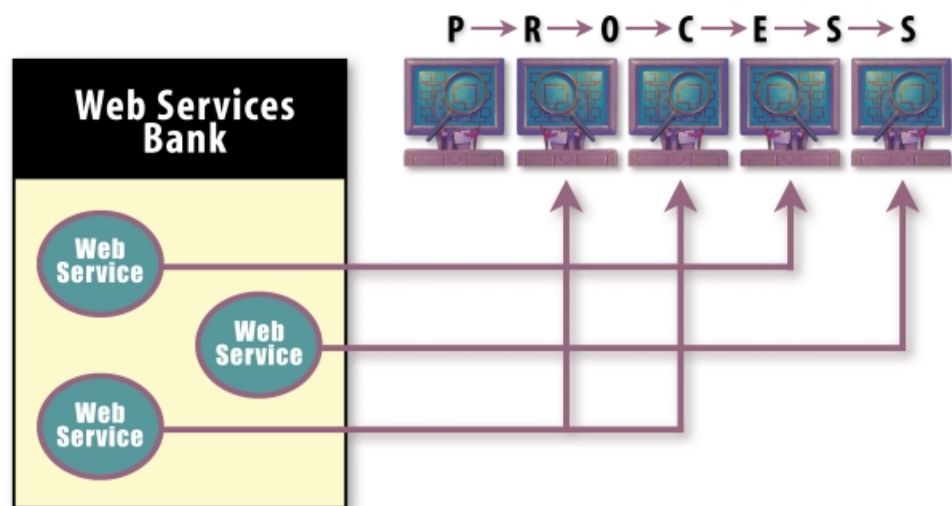 P R O C E S S
Web Services
Bank
Web
Service
Web
Service
Web
Service